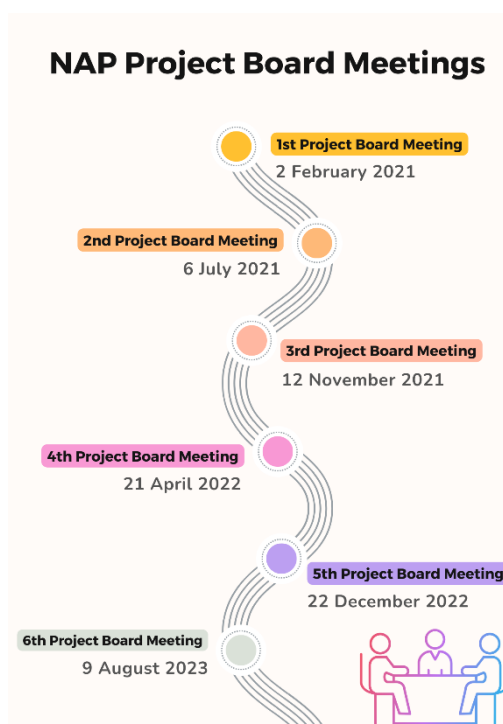 NAP Project Board Meetings
1st Project Board Meeting
2 February 2021
2nd Project Board Meeting
6 July 2021
3rd Project Board Meeting
12 November 2021
4th Project Board Meeting
21 April 2022
5th Project Board Meeting
22 December 2022
6th Project Board Meeting
9 August 2023